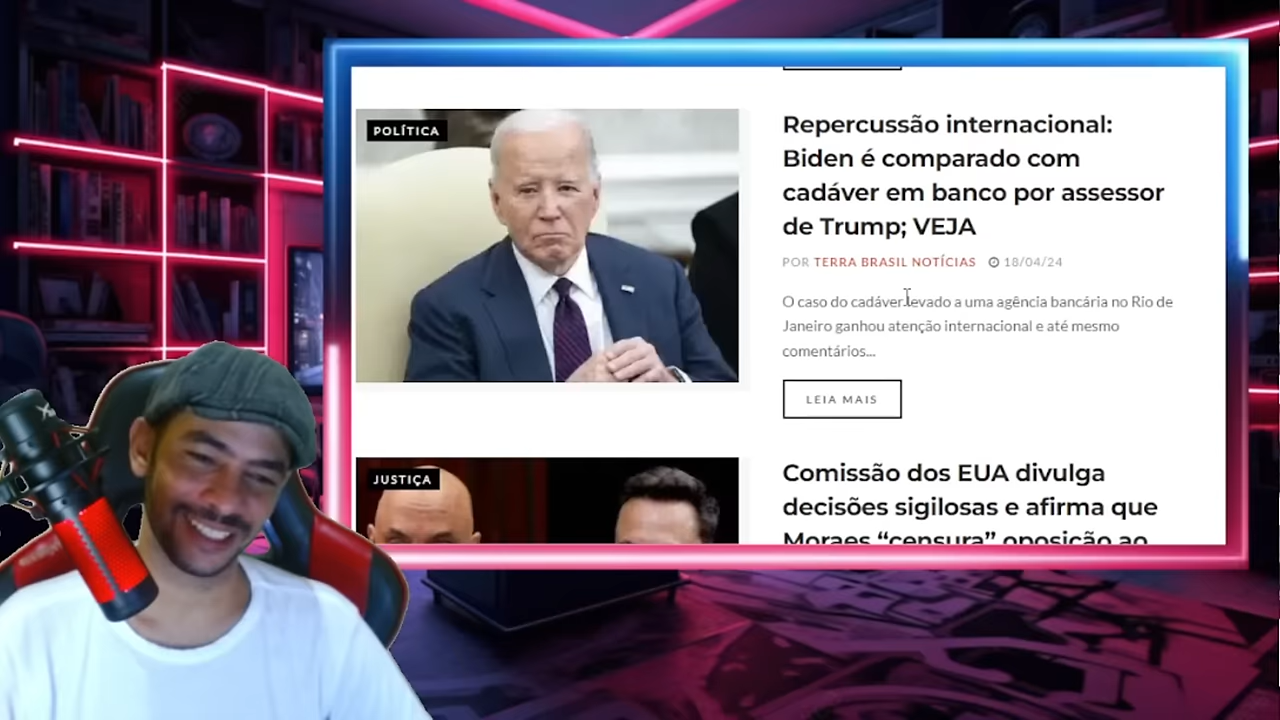 POLÍTICA
Repercussão internacional:
Biden é comparado com
cadáver em banco por assessor
de Trump; VEJA
POR TERRA BRASIL NOTÍCIAS 18/04/24
O caso do cadáver levado a uma agência bancária no Rio de
Janeiro ganhou atenção internacional e até mesmo
comentários...
LEIA MAIS
JUSTIÇA
Comissão dos EUA divulga
decisões sigilosas e afirma que
Moraes “censura” oposição ao